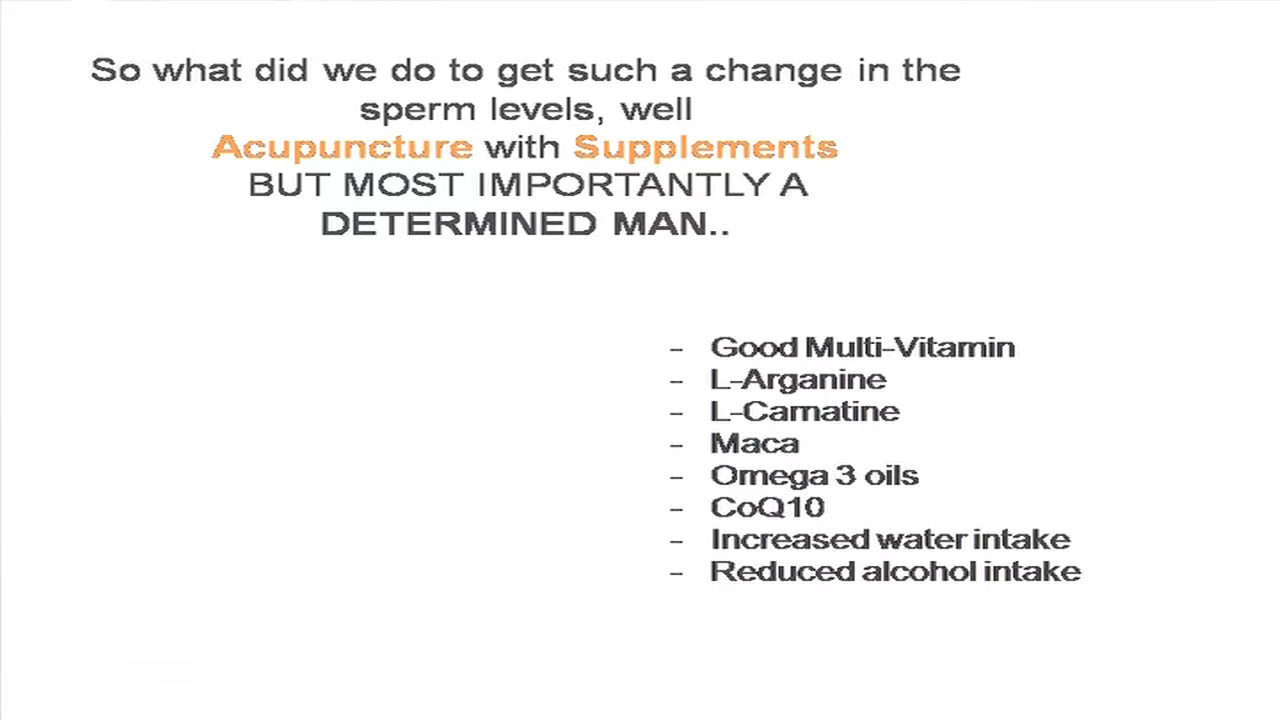 So what did we do to get such a change in the
sperm levels, well
Acupuncture with Supplements
BUT MOST IMPORTANTLY A
DETERMINED MAN..
- Good Multi-Vitamin
- L-Arganine
- L-Carnatine
- Maca
- Omega 3 oils
- CoQ10
- Increased water intake
- Reduced alcohol intake